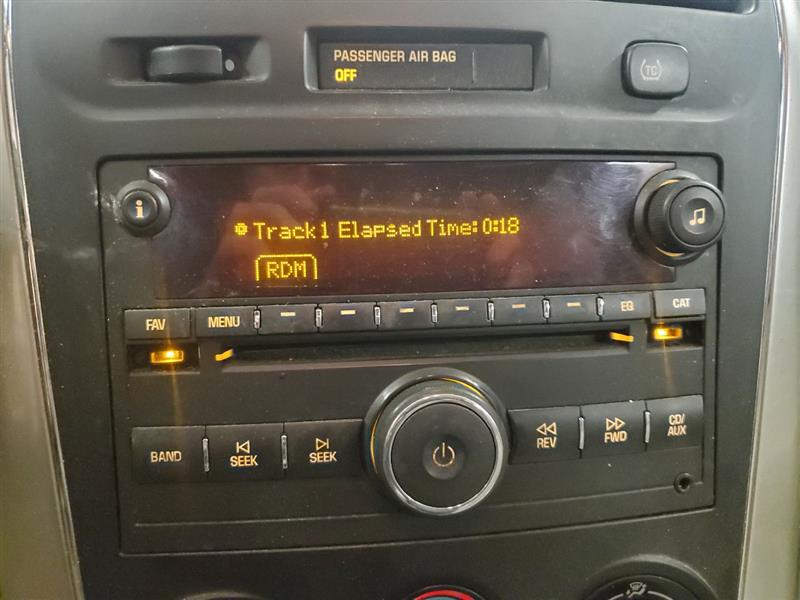 PASSENGER AIR BAG
OFF
TC
i
Track 1 Elapsed Time: 0:18
RDM
FAV
MENU
EQ
CAT
BAND
SEEK
SEEK
REV
FWD
CD/
AUX